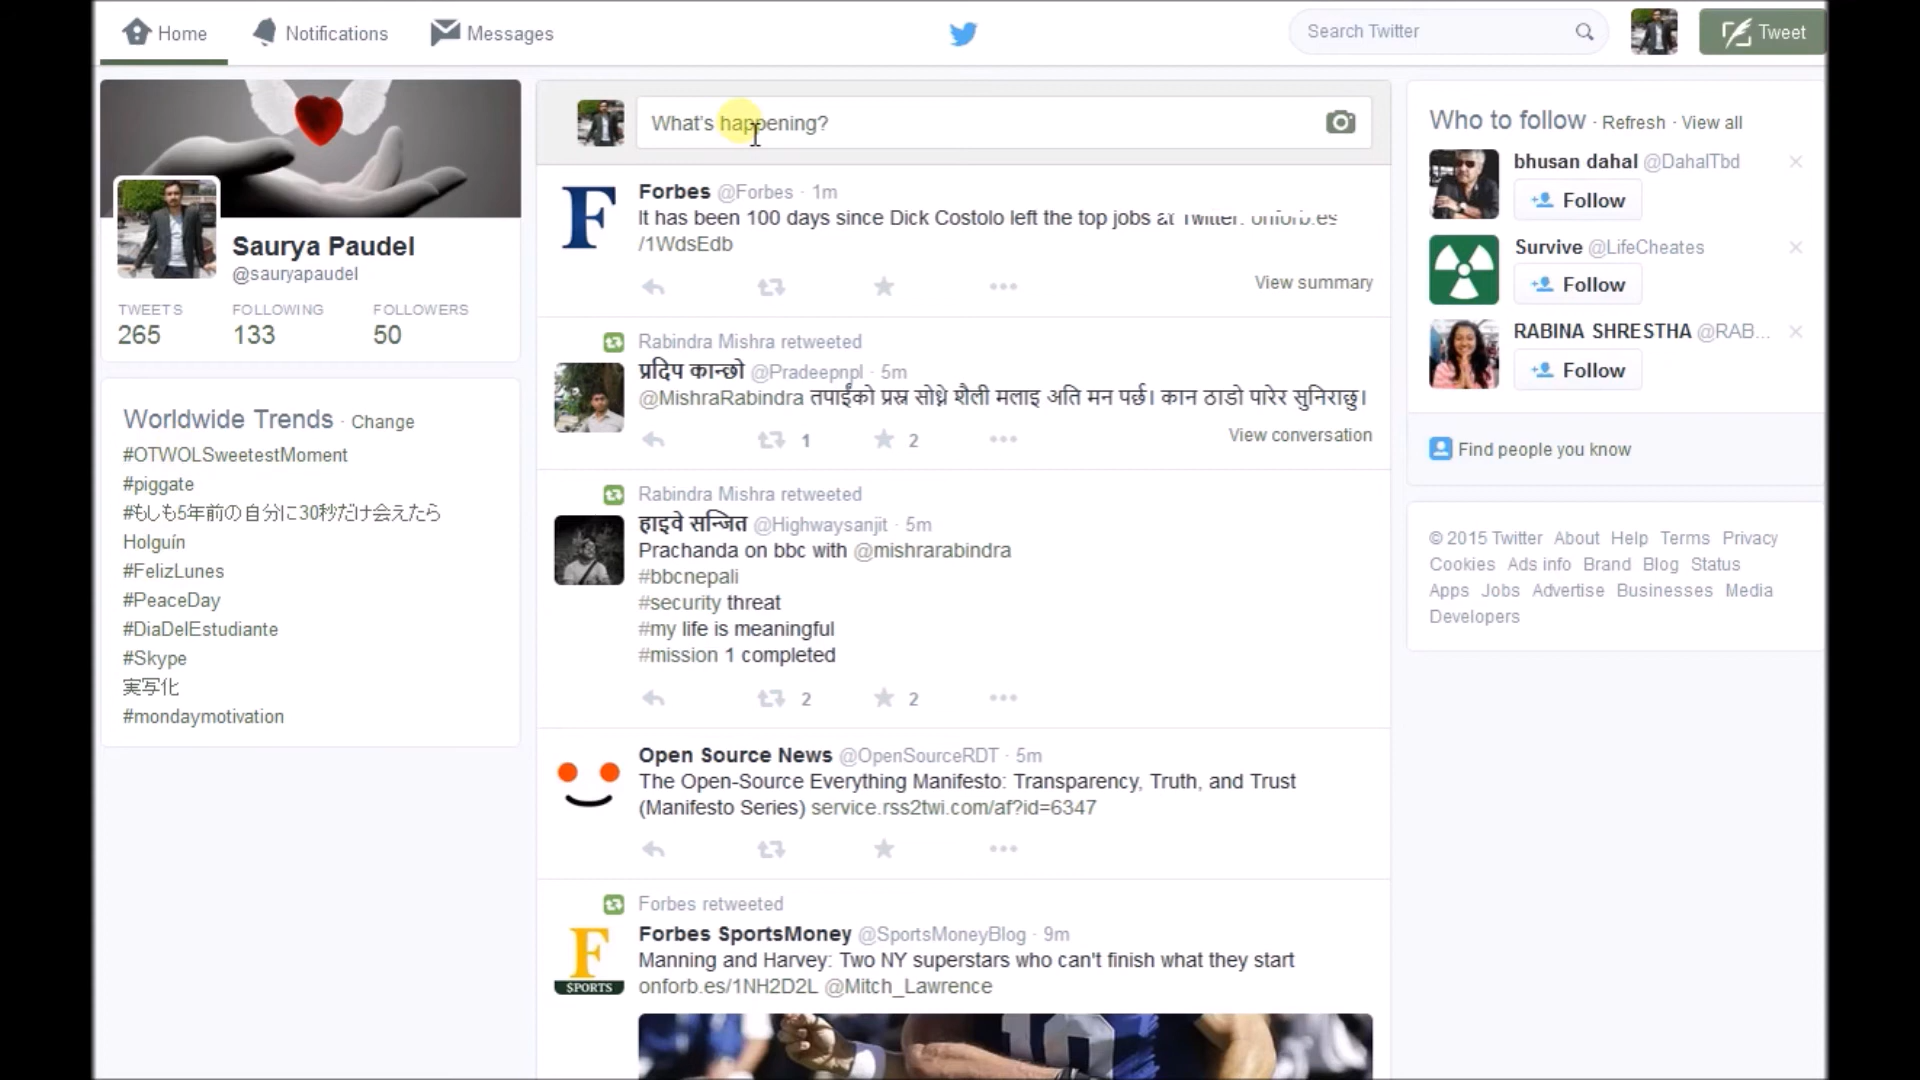 Home Notifications Messages Search Twitter Tweet
What's happening?
Saurya Paudel
@sauryapaudel
TWEETS FOLLOWING FOLLOWERS
265 133 50
Worldwide Trends · Change
#OTWOLSweetestMoment
#piggate
#もしも5年前の自分に30秒だけ会えたら
Holguín
#FelizLunes
#PeaceDay
#DiaDelEstudiante
#Skype
実写化
#mondaymotivation
Forbes @Forbes · 1m
It has been 100 days since Dick Costolo left the top jobs at Twitter. onforb.es
/1WdsEdb
View summary
Rabindra Mishra retweeted
प्रदिप कान्छो @Pradeepnpl · 5m
@MishraRabindra तपाईंको प्रस्न सोध्ने शैली मलाइ अति मन पर्छ। कान ठाडो पारेर सुनिराछु।
1 2 View conversation
Rabindra Mishra retweeted
हाइवे सन्जित @Highwaysanjit · 5m
Prachanda on bbc with @mishrarabindra
#bbcnepali
#security threat
#my life is meaningful
#mission 1 completed
2 2
Open Source News @OpenSourceRDT · 5m
The Open-Source Everything Manifesto: Transparency, Truth, and Trust
(Manifesto Series) service.rss2twi.com/af?id=6347
Forbes retweeted
F
SPORTS
Forbes SportsMoney @SportsMoneyBlog · 9m
Manning and Harvey: Two NY superstars who can't finish what they start
onforb.es/1NH2D2L @Mitch_Lawrence
Who to follow · Refresh · View all
bhusan dahal @DahalTbd
Follow
Survive @LifeCheates
Follow
RABINA SHRESTHA @RAB...
Follow
Find people you know
© 2015 Twitter About Help Terms Privacy
Cookies Ads info Brand Blog Status
Apps Jobs Advertise Businesses Media
Developers